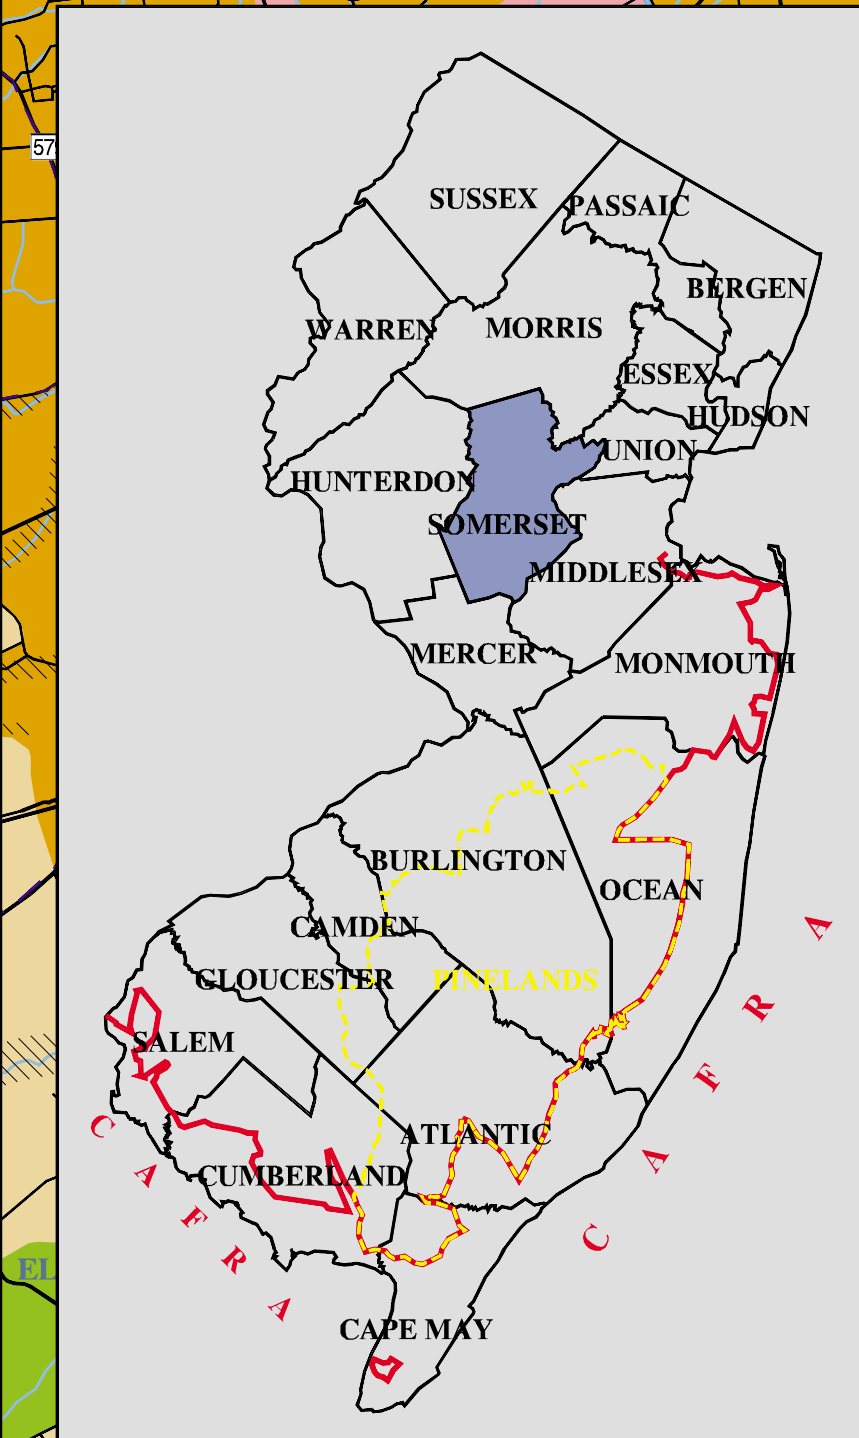 57
SUSSEX
PASSAIC
BERGEN
WARREN
MORRIS
ESSEX
HUDSON
UNION
HUNTERDON
SOMERSET
MIDDLESEX
MERCER
MONMOUTH
BURLINGTON
OCEAN
CAMDEN
GLOUCESTER
PINELANDS
SALEM
ATLANTIC
CUMBERLAND
CAPE MAY
CAFRA
CAFRA
EL